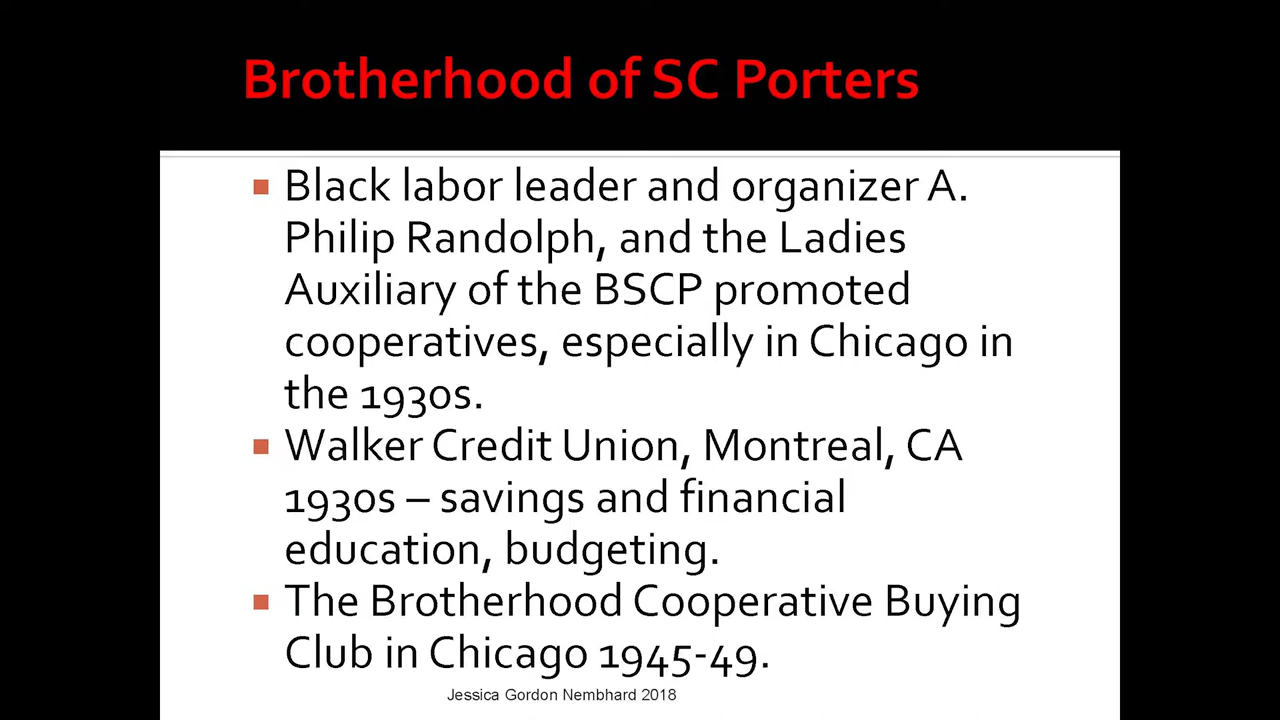 Brotherhood of SC Porters
Black labor leader and organizer A.
Philip Randolph, and the Ladies
Auxiliary of the BSCP promoted
cooperatives, especially in Chicago in
the 1930s.
Walker Credit Union, Montreal, CA
1930s – savings and financial
education, budgeting.
The Brotherhood Cooperative Buying
Club in Chicago 1945-49.
Jessica Gordon Nembhard 2018